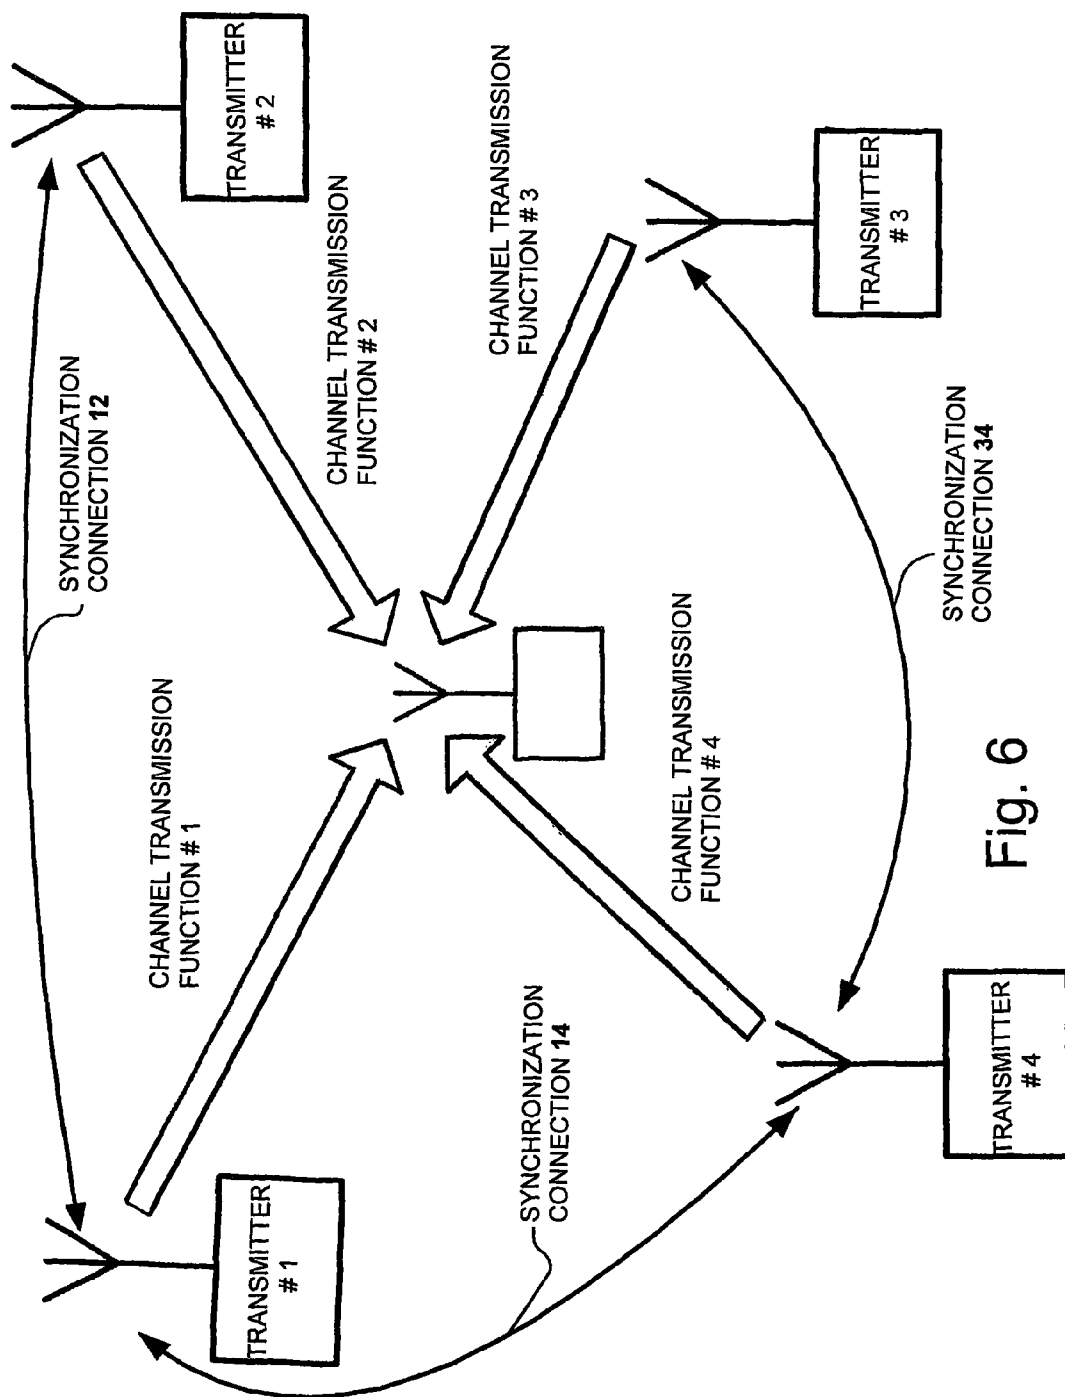 SYNCHRONIZATION
CONNECTION 12
TRANSMITTER
# 1
TRANSMITTER
# 2
CHANNEL TRANSMISSION
FUNCTION # 1
CHANNEL TRANSMISSION
FUNCTION # 2
CHANNEL TRANSMISSION
FUNCTION # 3
SYNCHRONIZATION
CONNECTION 14
CHANNEL TRANSMISSION
FUNCTION # 4
TRANSMITTER
# 3
SYNCHRONIZATION
CONNECTION 34
TRANSMITTER
# 4
Fig. 6